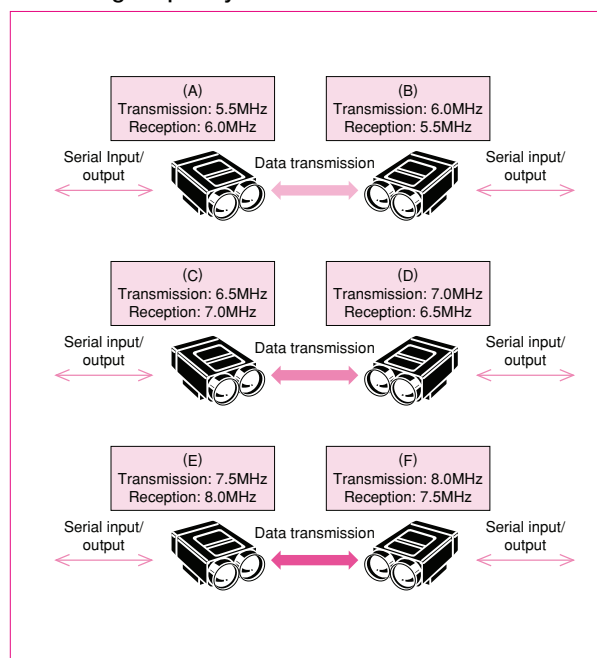 (A)
Transmission: 5.5MHz
Reception: 6.0MHz
(B)
Transmission: 6.0MHz
Reception: 5.5MHz
Serial Input/
output
Data transmission
Serial input/
output
(C)
Transmission: 6.5MHz
Reception: 7.0MHz
(D)
Transmission: 7.0MHz
Reception: 6.5MHz
Serial input/
output
Data transmission
Serial input/
output
(E)
Transmission: 7.5MHz
Reception: 8.0MHz
(F)
Transmission: 8.0MHz
Reception: 7.5MHz
Serial input/
output
Data transmission
Serial input/
output